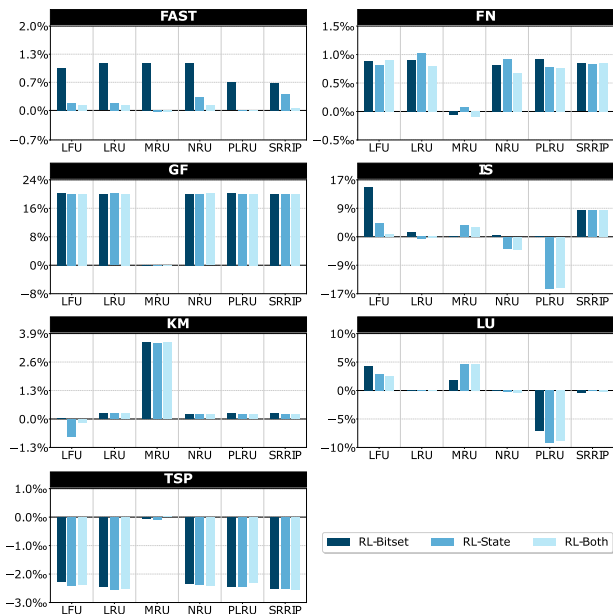 FAST
2.0%
1.3%
0.7%
0.0%
−0.7%
LFU LRU MRU NRU PLRU SRRIP
FN
1.5‰
1.0‰
0.5‰
0.0‰
−0.5‰
LFU LRU MRU NRU PLRU SRRIP
GF
24%
16%
8%
0%
−8%
LFU LRU MRU NRU PLRU SRRIP
IS
17%
9%
0%
−9%
−17%
LFU LRU MRU NRU PLRU SRRIP
KM
3.9%
2.6%
1.3%
0.0%
−1.3%
LFU LRU MRU NRU PLRU SRRIP
LU
10%
5%
0%
−5%
−10%
LFU LRU MRU NRU PLRU SRRIP
TSP
1.0‰
0.0‰
−1.0‰
−2.0‰
−3.0‰
LFU LRU MRU NRU PLRU SRRIP
RL-Bitset RL-State RL-Both